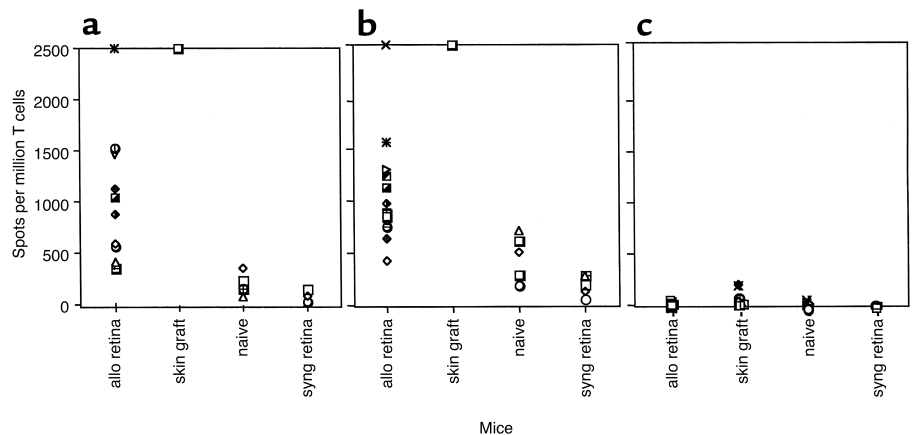 a b c
2500
2000
1500
1000
500
0
Spots per million T cells
allo retina skin graft naive syng retina
allo retina skin graft naive syng retina
allo retina skin graft naive syng retina
Mice